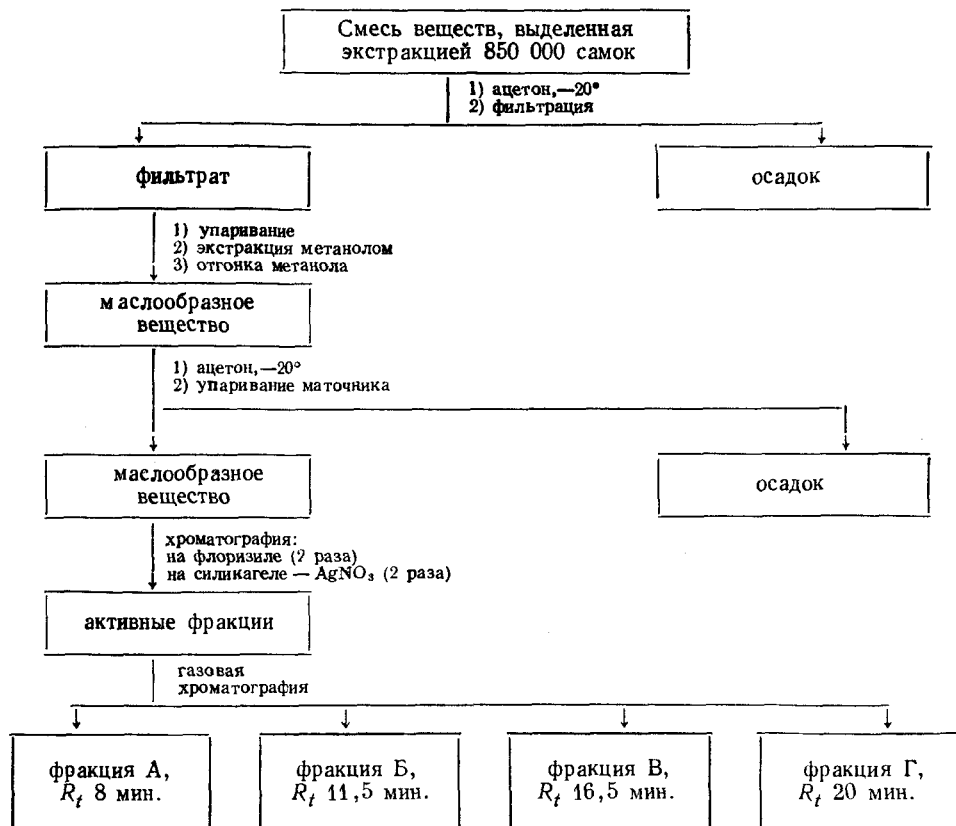 Смесь веществ, выделенная
экстракцией 850 000 самок
1) ацетон,—20°
2) фильтрация
фильтрат
осадок
1) упаривание
2) экстракция метанолом
3) отгонка метанола
маслообразное
вещество
1) ацетон,—20°
2) упаривание маточника
маслообразное
вещество
осадок
хроматография:
на флоризиле (2 раза)
на силикагеле — AgNO₃ (2 раза)
активные фракции
газовая
хроматография
фракция А,
Rₜ 8 мин.
фракция Б,
Rₜ 11,5 мин.
фракция В,
Rₜ 16,5 мин.
фракция Г,
Rₜ 20 мин.